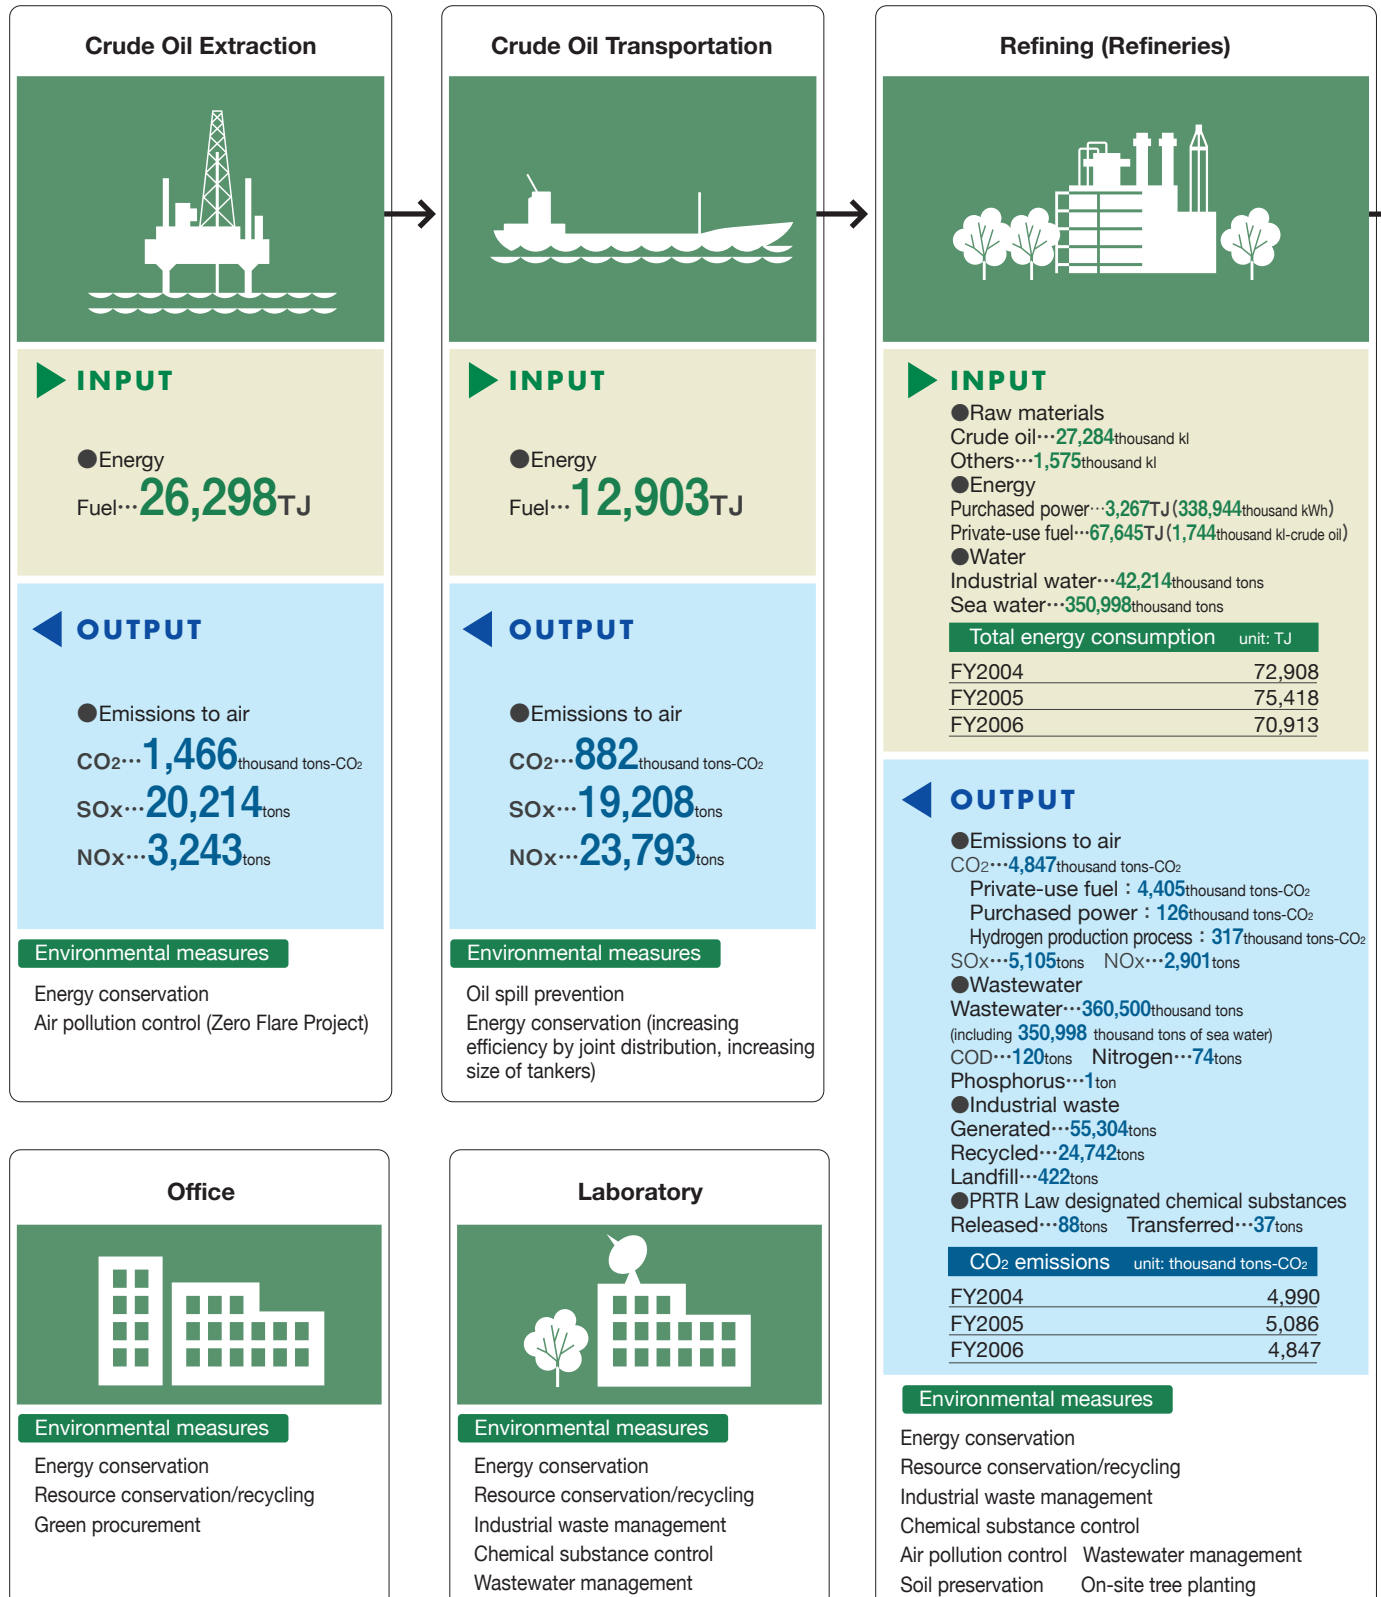 Crude Oil Extraction
INPUT
●Energy
Fuel…26,298TJ
OUTPUT
●Emissions to air
CO2…1,466thousand tons-CO2
SOx…20,214tons
NOx…3,243tons
Environmental measures
Energy conservation
Air pollution control (Zero Flare Project)
Crude Oil Transportation
INPUT
●Energy
Fuel…12,903TJ
OUTPUT
●Emissions to air
CO2…882thousand tons-CO2
SOx…19,208tons
NOx…23,793tons
Environmental measures
Oil spill prevention
Energy conservation (increasing
efficiency by joint distribution, increasing
size of tankers)
Refining (Refineries)
INPUT
●Raw materials
Crude oil…27,284thousand kl
Others…1,575thousand kl
●Energy
Purchased power…3,267TJ(338,944thousand kWh)
Private-use fuel…67,645TJ(1,744thousand kl-crude oil)
●Water
Industrial water…42,214thousand tons
Sea water…350,998thousand tons
Total energy consumption unit: TJ
FY2004 72,908
FY2005 75,418
FY2006 70,913
OUTPUT
●Emissions to air
CO2…4,847thousand tons-CO2
Private-use fuel : 4,405thousand tons-CO2
Purchased power : 126thousand tons-CO2
Hydrogen production process : 317thousand tons-CO2
SOx…5,105tons NOx…2,901tons
●Wastewater
Wastewater…360,500thousand tons
(including 350,998 thousand tons of sea water)
COD…120tons Nitrogen…74tons
Phosphorus…1ton
●Industrial waste
Generated…55,304tons
Recycled…24,742tons
Landfill…422tons
●PRTR Law designated chemical substances
Released…88tons Transferred…37tons
CO2 emissions unit: thousand tons-CO2
FY2004 4,990
FY2005 5,086
FY2006 4,847
Environmental measures
Energy conservation
Resource conservation/recycling
Industrial waste management
Chemical substance control
Air pollution control Wastewater management
Soil preservation On-site tree planting
Office
Environmental measures
Energy conservation
Resource conservation/recycling
Green procurement
Laboratory
Environmental measures
Energy conservation
Resource conservation/recycling
Industrial waste management
Chemical substance control
Wastewater management